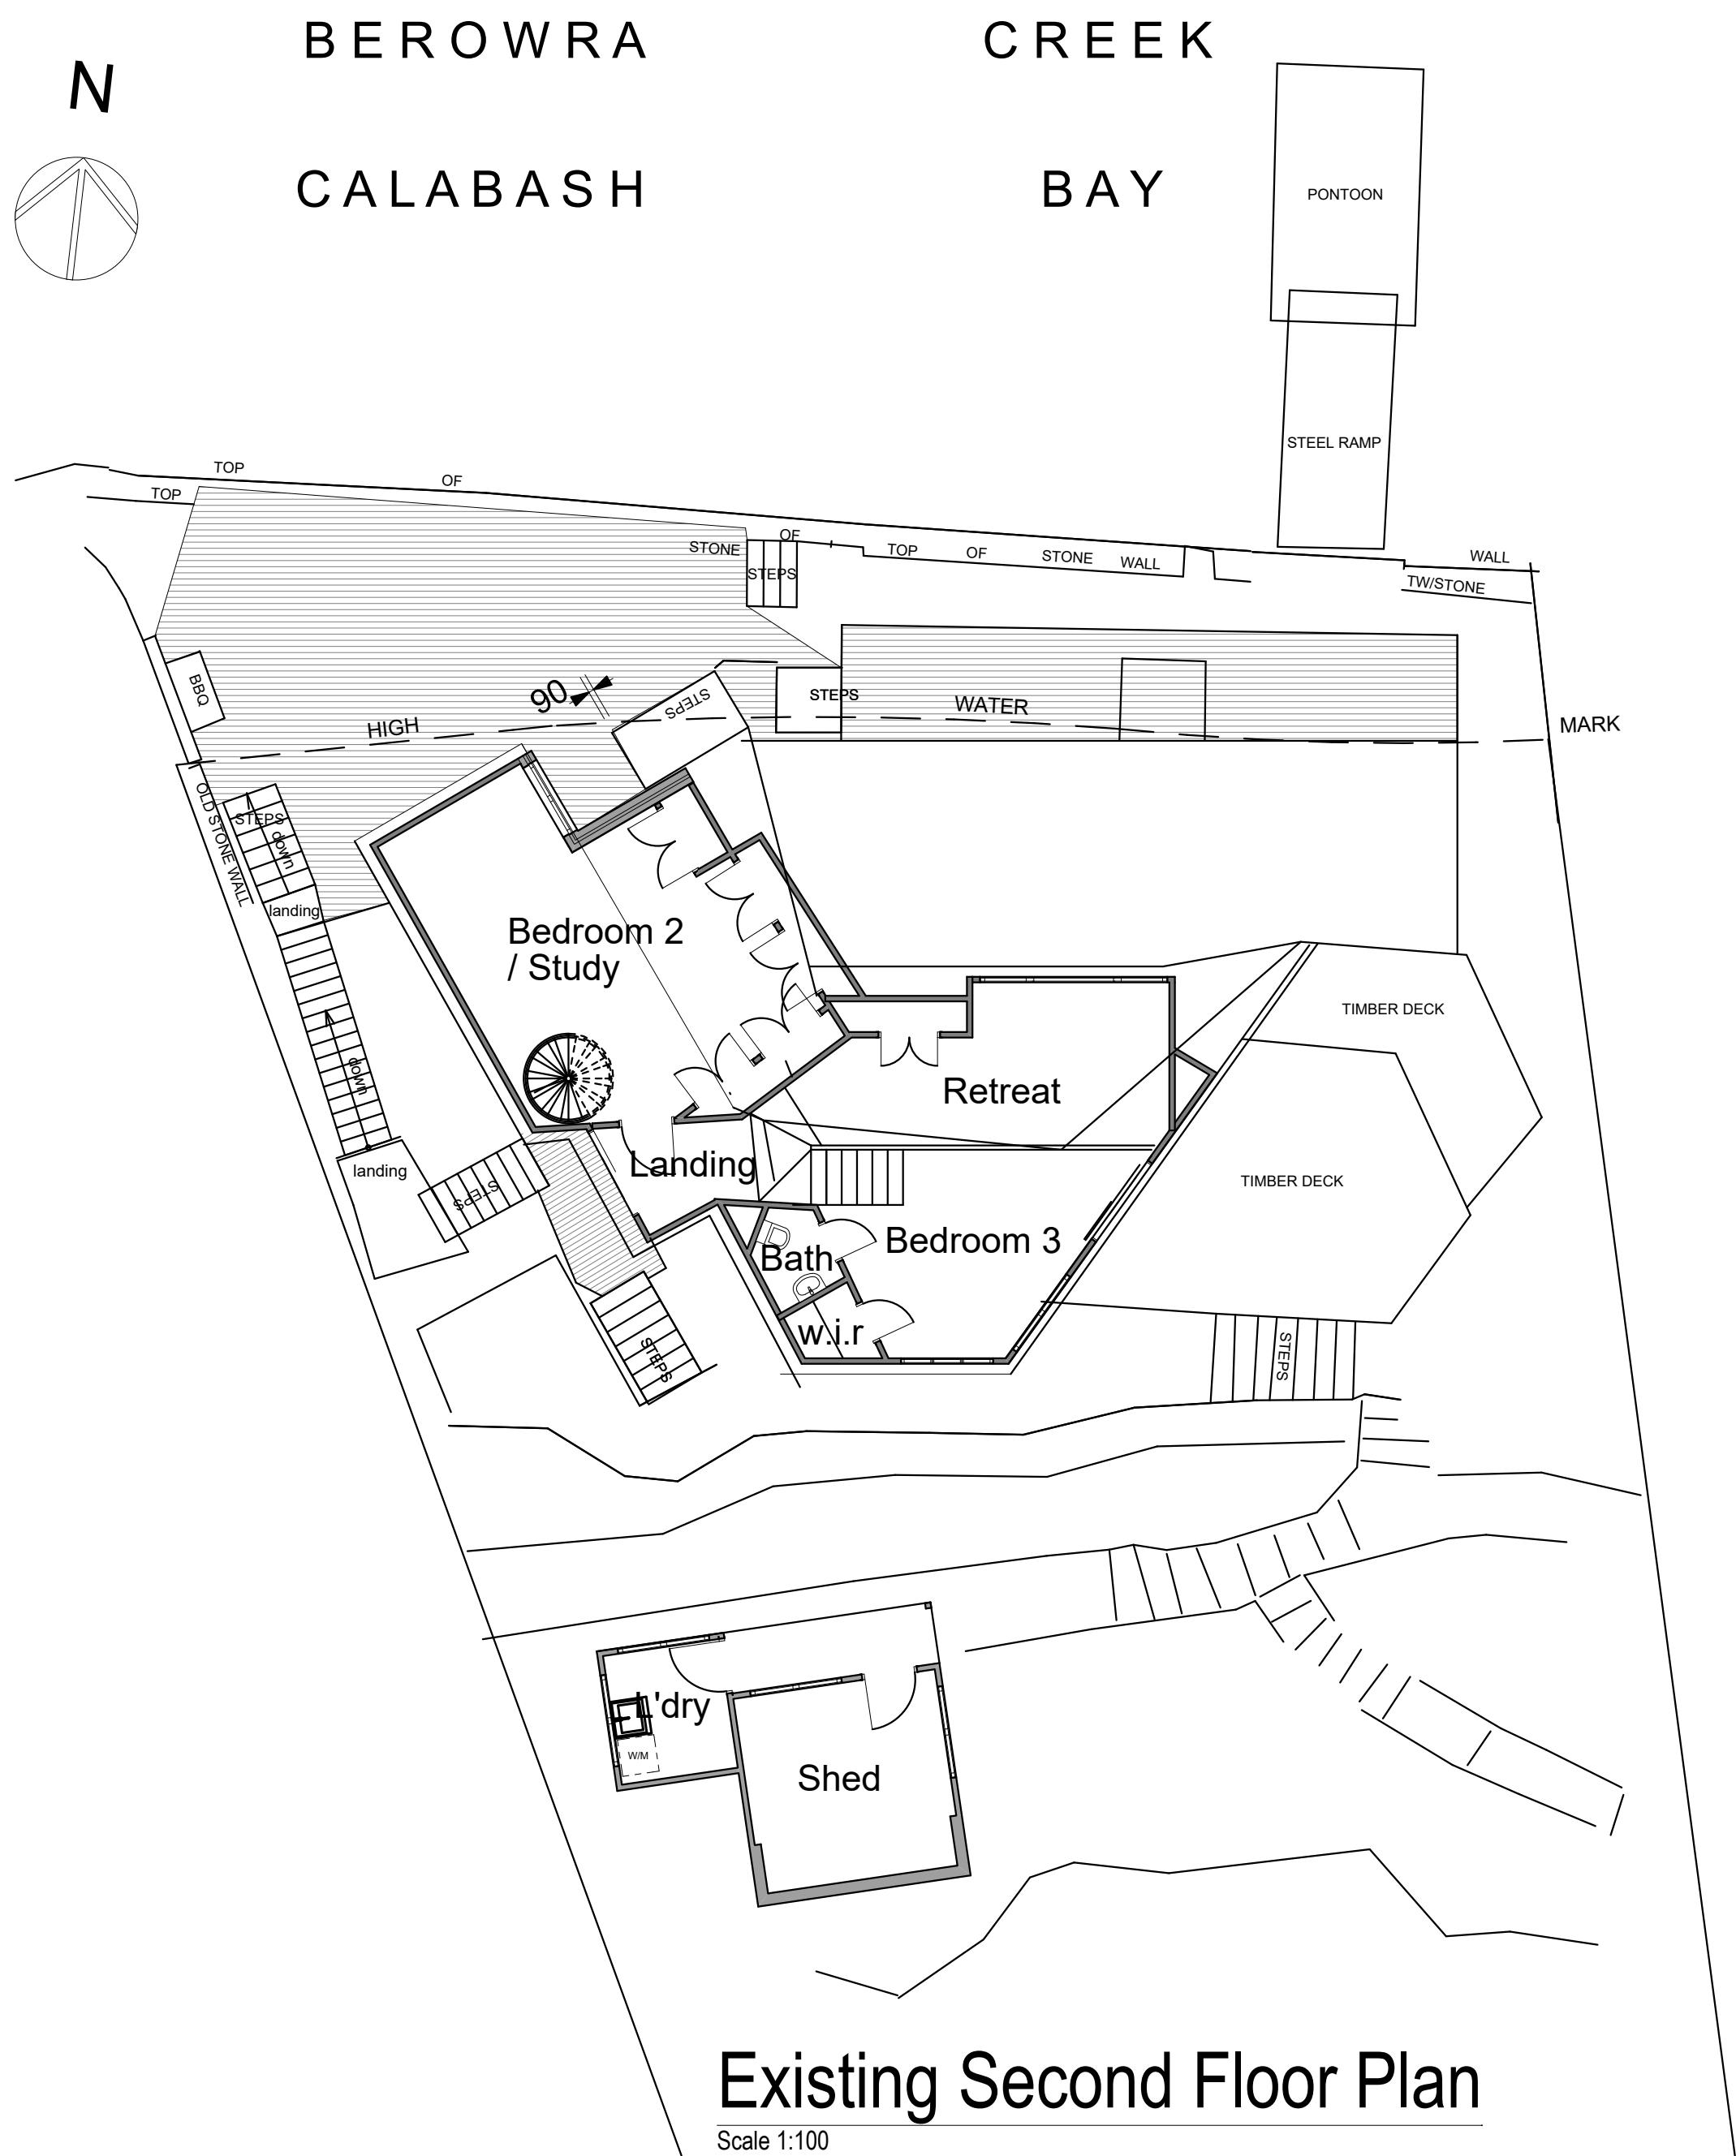 BEROWRA CREEK
N
CALABASH BAY
PONTOON
STEEL RAMP
TOP OF
TOP
STONE OF
TOP OF STONE WALL
WALL
TW/STONE
STEPS
BBQ
90
STEPS
STEPS
HIGH
WATER
MARK
OLD STONE WALL
STEPS
down
landing
Bedroom 2
/ Study
TIMBER DECK
down
Retreat
landing
Landing
STEPS
TIMBER DECK
Bath
Bedroom 3
w.i.r
STEPS
STEPS
L'dry
W/M
Shed
Existing Second Floor Plan
Scale 1:100